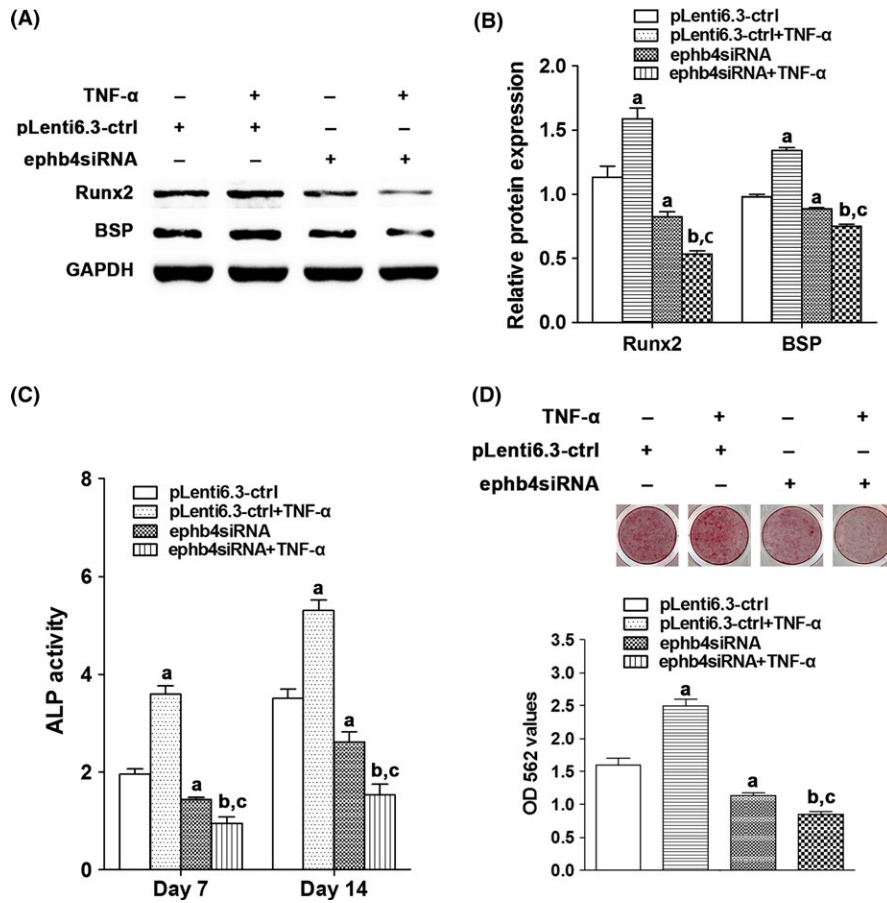 (A)
TNF-α – + – +
pLenti6.3-ctrl + + – –
ephb4siRNA – – + +
Runx2
BSP
GAPDH
(B)
pLenti6.3-ctrl
pLenti6.3-ctrl+TNF-α
ephb4siRNA
ephb4siRNA+TNF-α
Relative protein expression
2.0
1.5
1.0
0.5
0.0
a
a
b,c
a
a
b,c
Runx2 BSP
(C)
pLenti6.3-ctrl
pLenti6.3-ctrl+TNF-α
ephb4siRNA
ephb4siRNA+TNF-α
ALP activity
8
6
4
2
0
a
a
b,c
a
a
b,c
Day 7 Day 14
(D)
TNF-α – + – +
pLenti6.3-ctrl + + – –
ephb4siRNA – – + +
pLenti6.3-ctrl
pLenti6.3-ctrl+TNF-α
ephb4siRNA
ephb4siRNA+TNF-α
OD 562 values
3.5
3.0
2.5
2.0
1.5
1.0
0.5
0.0
a
a
b,c